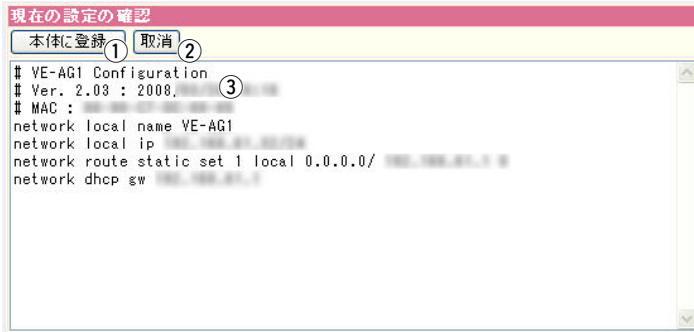 現在の設定の確認
本体に登録 ① 取消 ②
# VE-AG1 Configuration
# Ver. 2.03 : 2008. ③
# MAC :
network local name VE-AG1
network local ip
network route static set 1 local 0.0.0.0/
network dhcp gw